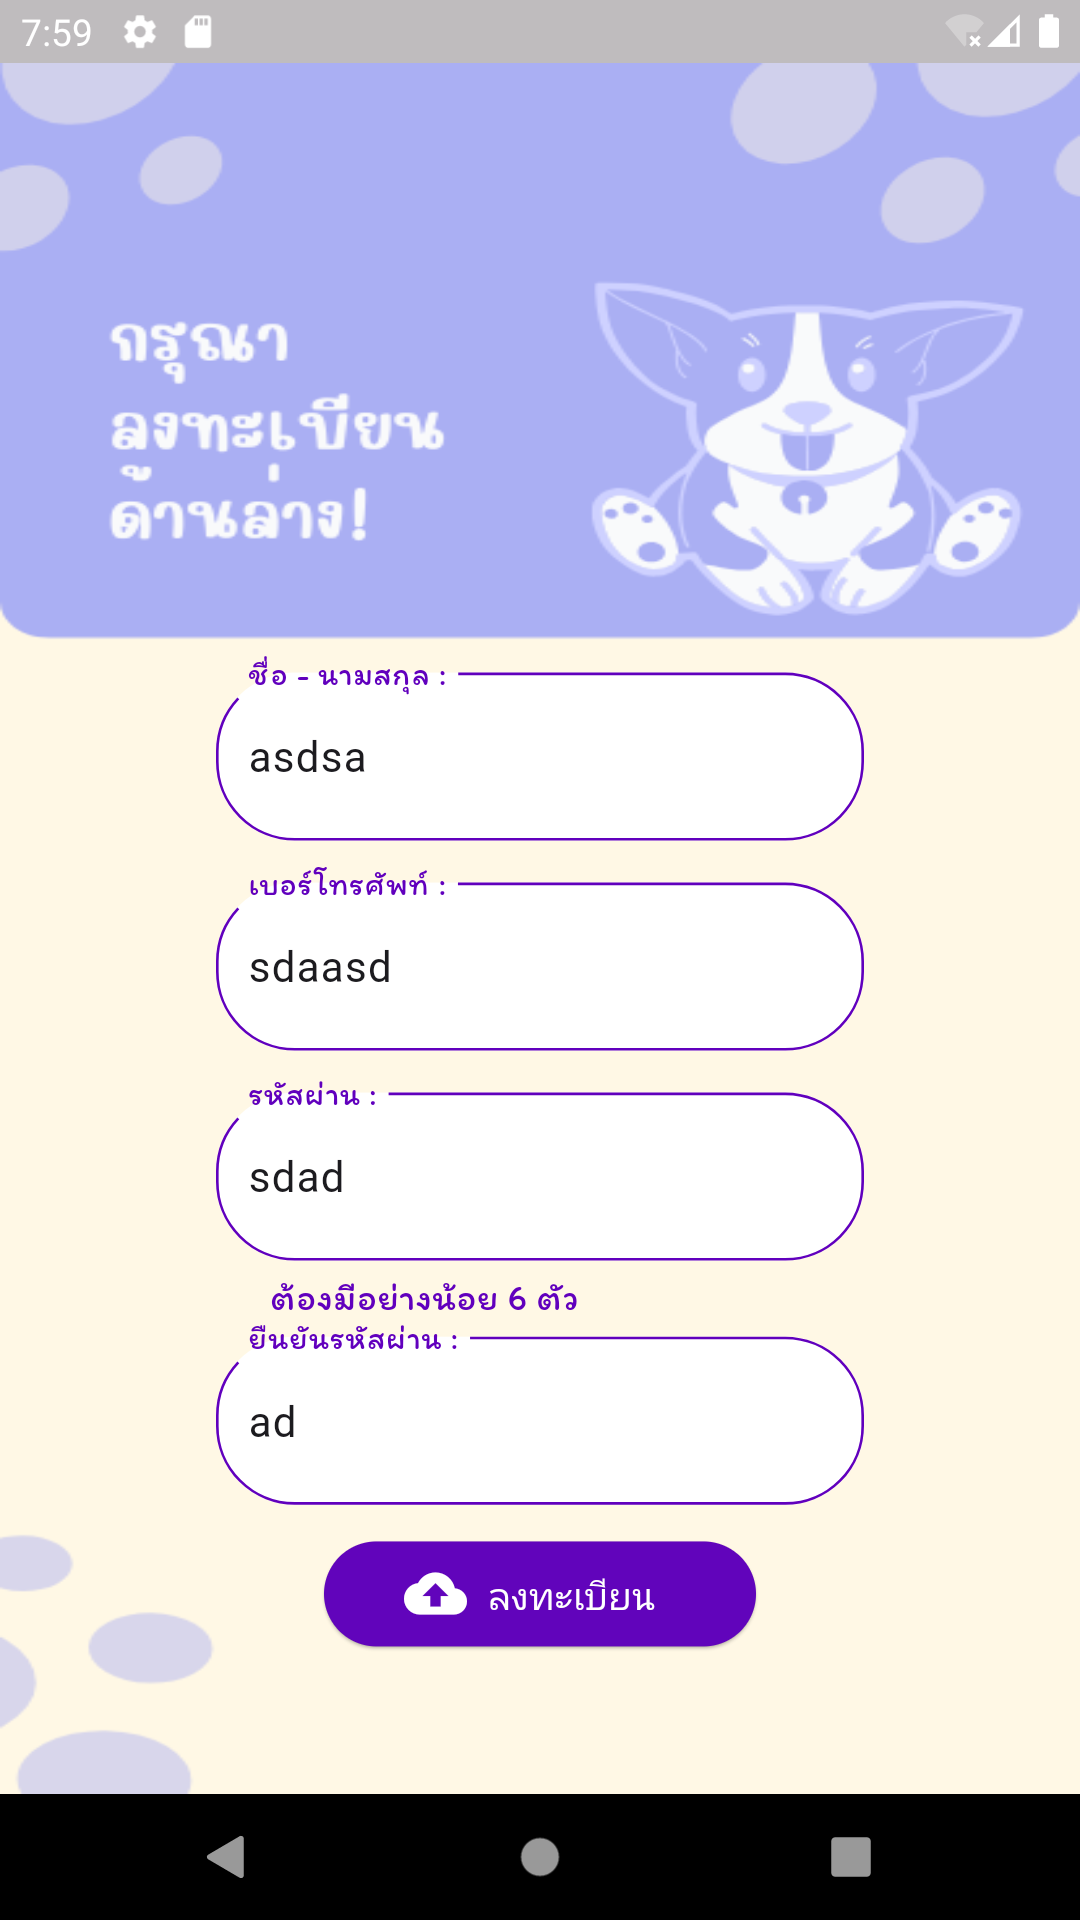 7:59
กรุณา
ลงทะเบียน
ด้านล่าง!
ชื่อ - นามสกุล :
asdsa
เบอร์โทรศัพท์ :
sdaasd
รหัสผ่าน :
sdad
ต้องมีอย่างน้อย 6 ตัว
ยืนยันรหัสผ่าน :
ad
ลงทะเบียน